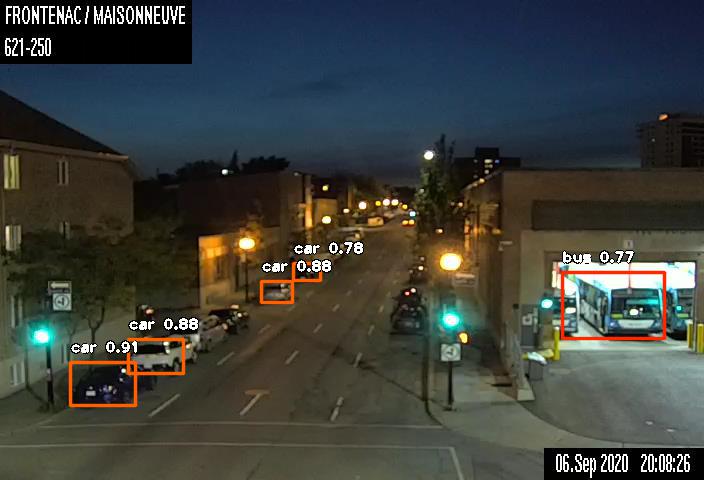 FRONTENAC / MAISONNEUVE
621-250
car 0.78
car 0.88
bus 0.77
car 0.88
car 0.91
06.Sep 2020 20:08:26